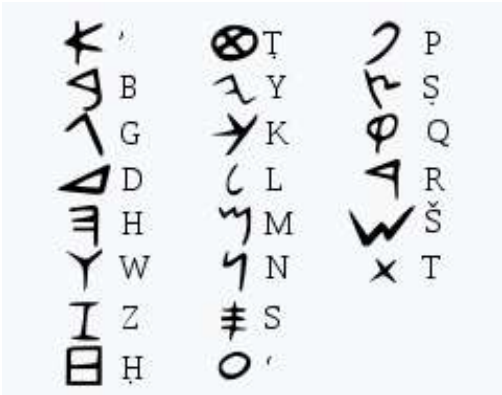 𐤀 ʾ
𐤁 B
𐤂 G
𐤃 D
𐤄 H
𐤅 W
𐤆 Z
𐤇 Ḥ
𐤈 Ṭ
𐤉 Y
𐤊 K
𐤋 L
𐤌 M
𐤍 N
𐤎 S
𐤏 ʿ
𐤐 P
𐤑 Ṣ
𐤒 Q
𐤓 R
𐤔 Š
𐤕 T